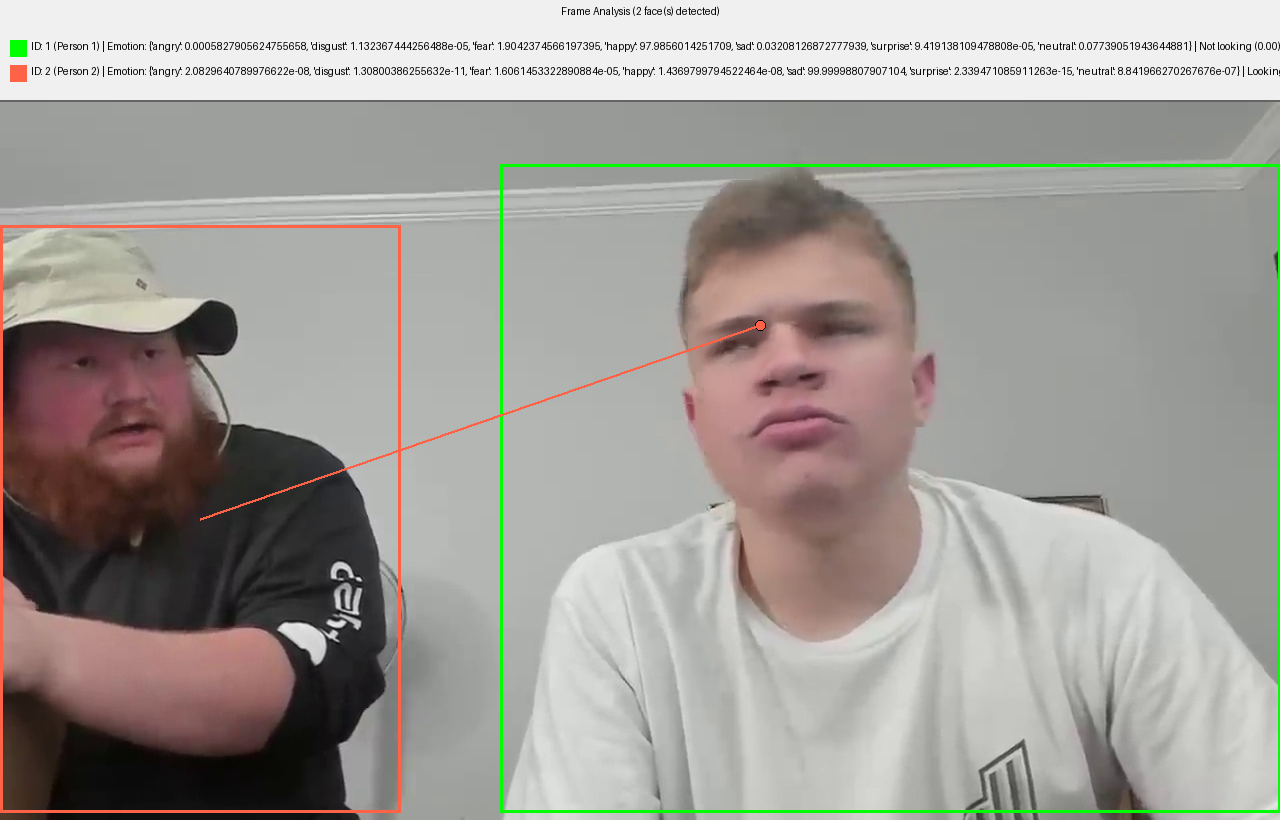 Frame Analysis (2 face(s) detected)
ID: 1 (Person 1) | Emotion: {'angry': 0.0005827905624755658, 'disgust': 1.132367444256488e-05, 'fear': 1.9042374566197395, 'happy': 97.9856014251709, 'sad': 0.03208126872777939, 'surprise': 9.419138109478808e-05, 'neutral': 0.07739051943644881} | Not looking (0.00)
ID: 2 (Person 2) | Emotion: {'angry': 2.0829640789976622e-08, 'disgust': 1.30800386255632e-11, 'fear': 1.6061453322890884e-05, 'happy': 1.4369799794522464e-08, 'sad': 99.99998807907104, 'surprise': 2.339471085911263e-15, 'neutral': 8.841966270267676e-07} | Looking